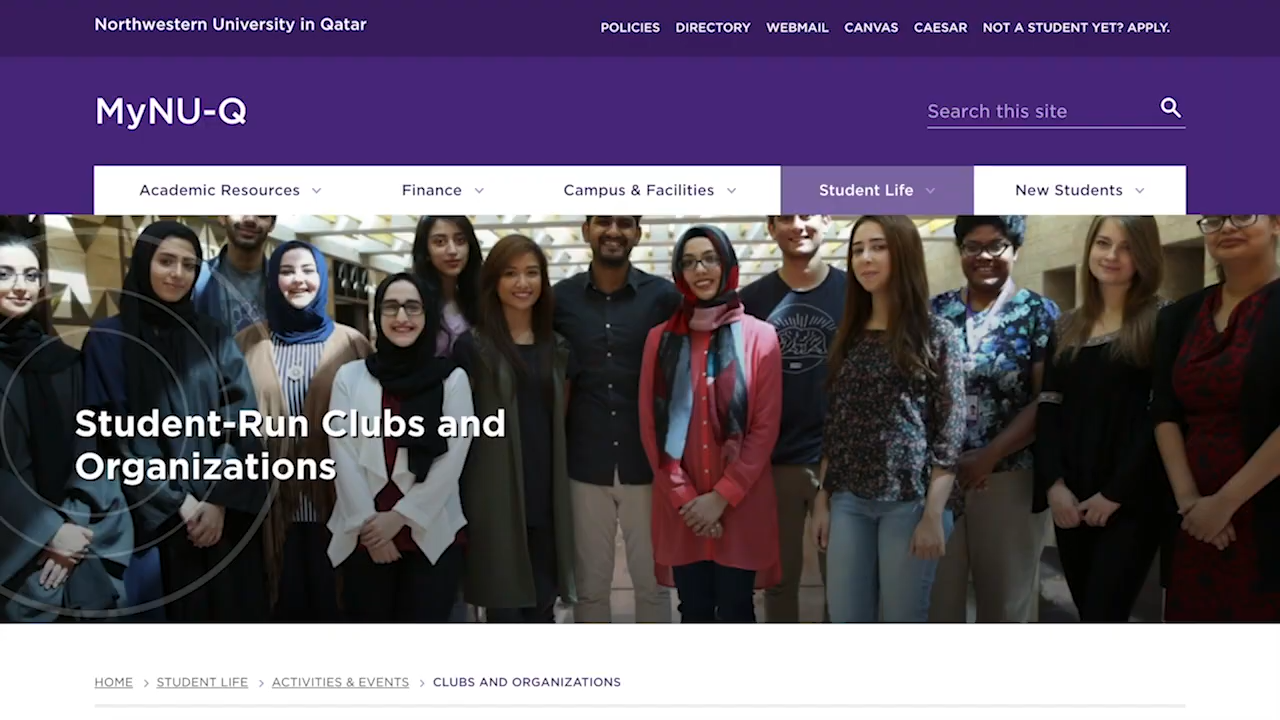 Northwestern University in Qatar
POLICIES DIRECTORY WEBMAIL CANVAS CAESAR NOT A STUDENT YET? APPLY.
MyNU-Q
Search this site
Academic Resources Finance Campus & Facilities Student Life New Students
Student-Run Clubs and
Organizations
HOME > STUDENT LIFE > ACTIVITIES & EVENTS > CLUBS AND ORGANIZATIONS